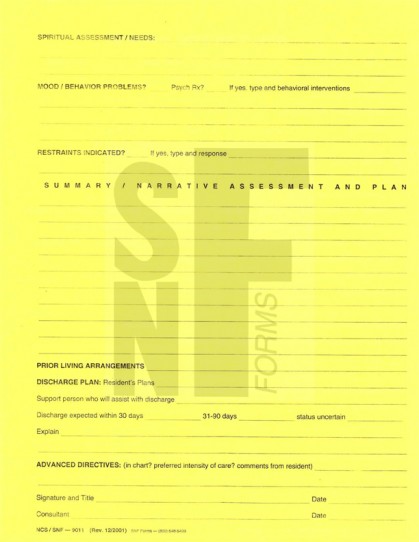 SPIRITUAL ASSESSMENT / NEEDS:
MOOD / BEHAVIOR PROBLEMS? Psych Rx? If yes, type and behavioral interventions
RESTRAINTS INDICATED? If yes, type and response
SUMMARY / NARRATIVE ASSESSMENT AND PLAN
SNF
FORMS
PRIOR LIVING ARRANGEMENTS
DISCHARGE PLAN: Resident's Plans
Support person who will assist with discharge
Discharge expected within 30 days 31-90 days status uncertain
Explain
ADVANCED DIRECTIVES: (in chart? preferred intensity of care? comments from resident)
Signature and Title Date
Consultant Date
NCS / SNF — 9011 (Rev. 12/2001) SNF Forms —